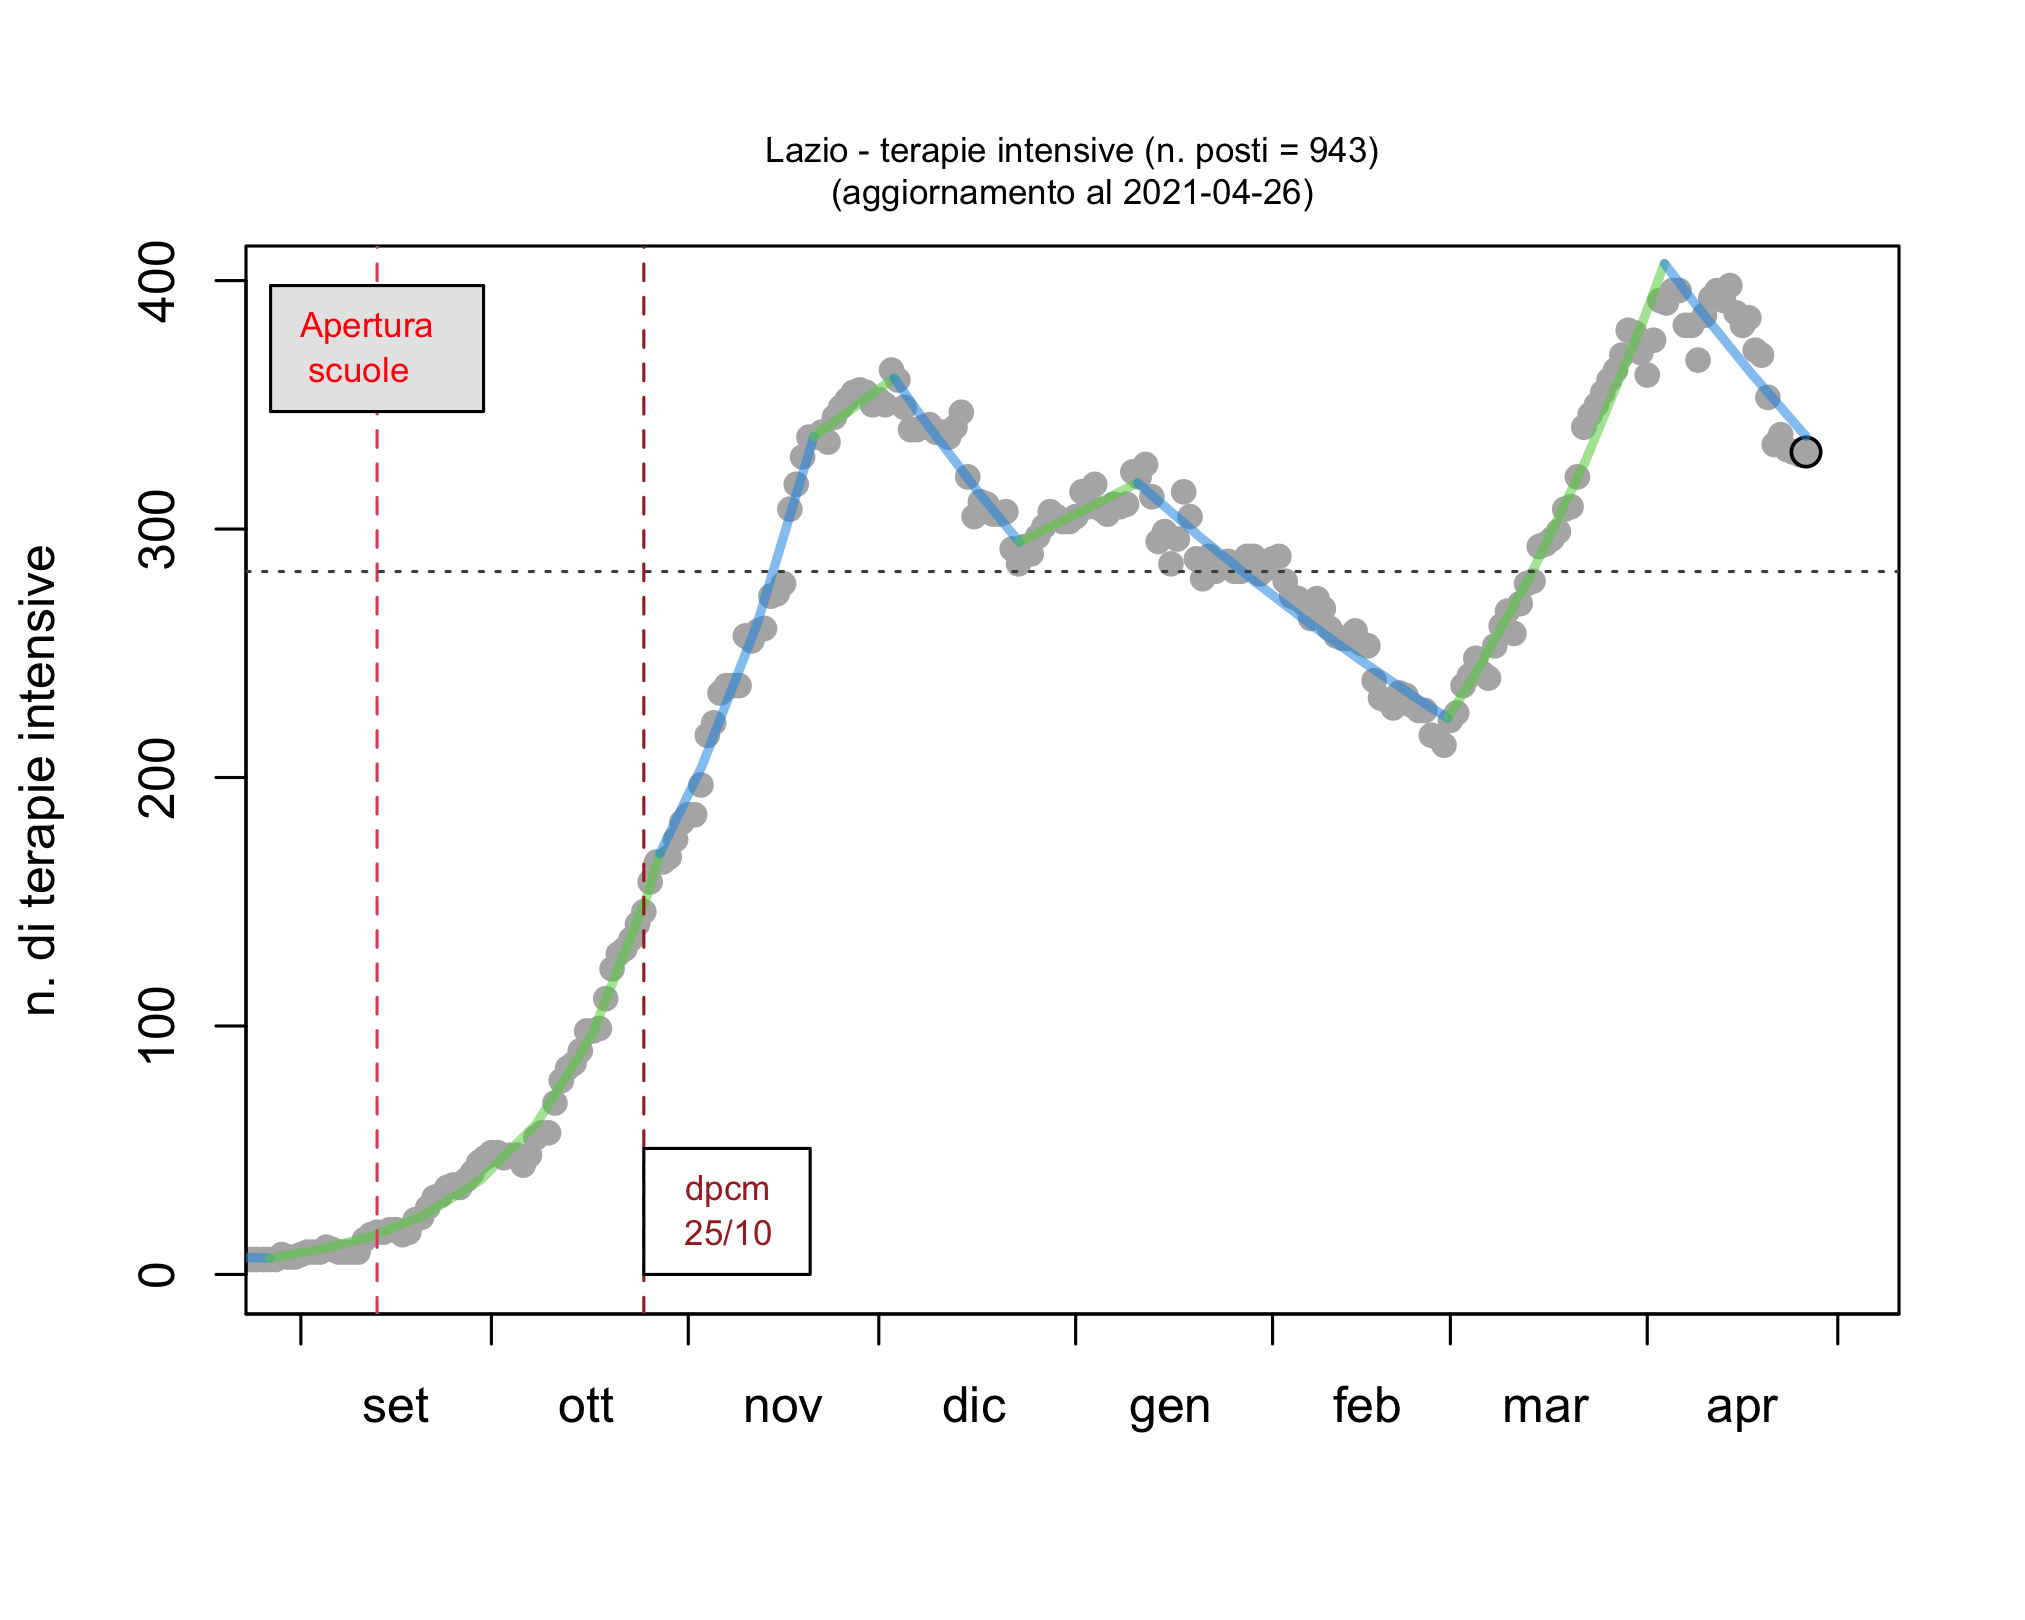 Lazio - terapie intensive (n. posti = 943)
(aggiornamento al 2021-04-26)
n. di terapie intensive
400
300
200
100
0
Apertura
scuole
dpcm
25/10
set ott nov dic gen feb mar apr